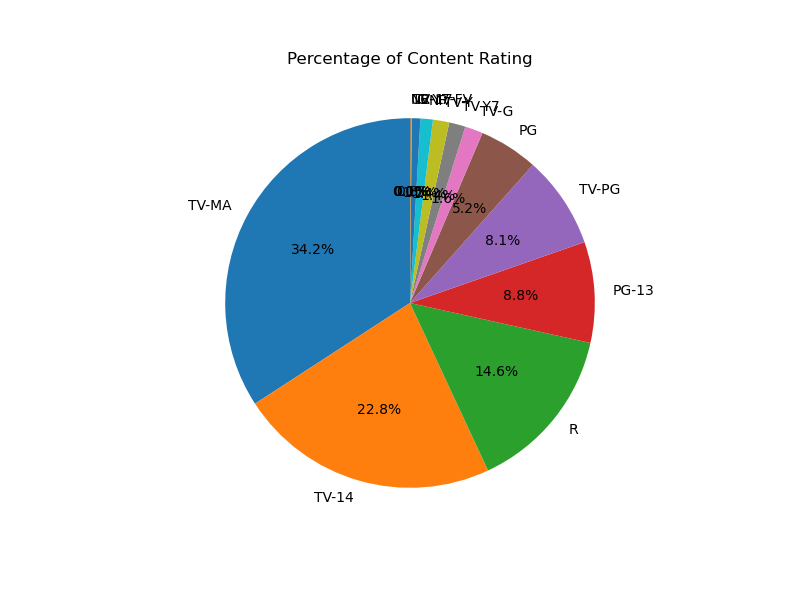 Percentage of Content Rating
TV-Y7
TV-G
PG
TV-PG
TV-MA
PG-13
R
TV-14
34.2%
22.8%
14.6%
8.8%
8.1%
5.2%
1.6%